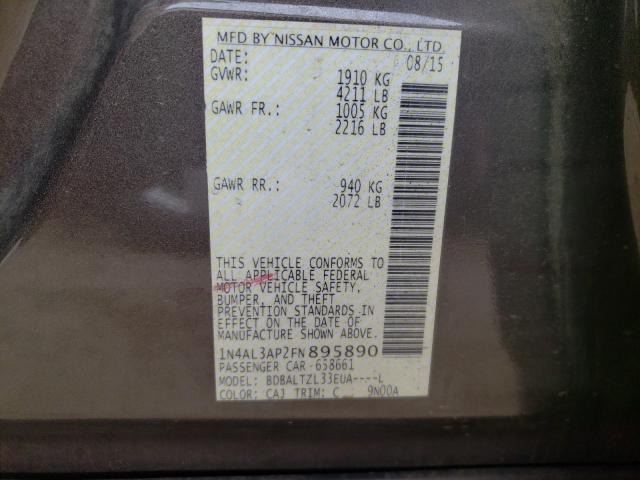 MFD BY NISSAN MOTOR CO., LTD.
DATE: 08/15
GVWR: 1910 KG
4211 LB
GAWR FR.: 1005 KG
2216 LB
GAWR RR.: 940 KG
2072 LB
THIS VEHICLE CONFORMS TO
ALL APPLICABLE FEDERAL
MOTOR VEHICLE SAFETY,
BUMPER, AND THEFT
PREVENTION STANDARDS IN
EFFECT ON THE DATE OF
MANUFACTURE SHOWN ABOVE.
1N4AL3AP2FN895890
PASSENGER CAR 658661
MODEL: BDBALTZL33EUA----L
COLOR: CAJ TRIM: C 9N00A